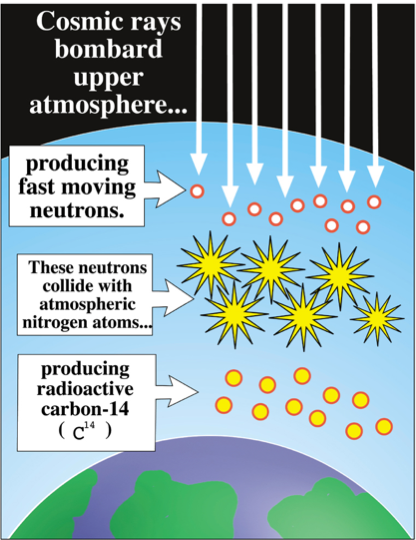 Cosmic rays
bombard
upper
atmosphere...
producing
fast moving
neutrons.
These neutrons
collide with
atmospheric
nitrogen atoms...
producing
radioactive
carbon-14
( C¹⁴ )